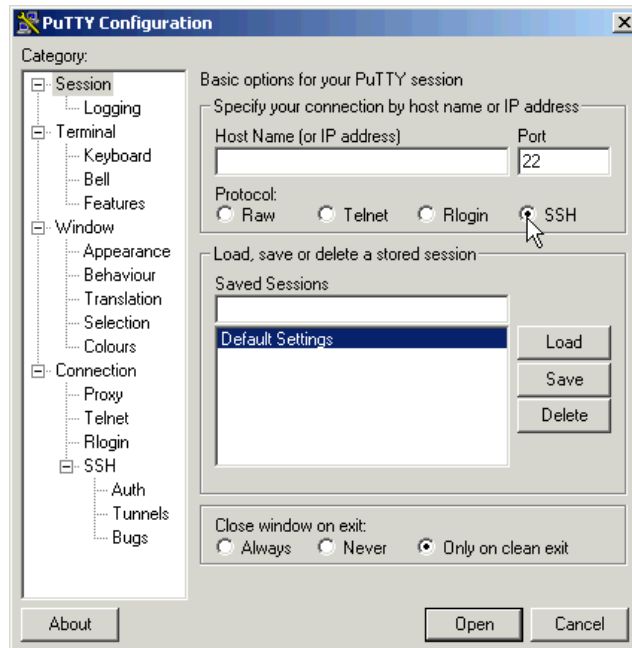 PuTTY Configuration
Category:
Session
Logging
Terminal
Keyboard
Bell
Features
Window
Appearance
Behaviour
Translation
Selection
Colours
Connection
Proxy
Telnet
Rlogin
SSH
Auth
Tunnels
Bugs
Basic options for your PuTTY session
Specify your connection by host name or IP address
Host Name (or IP address) Port
22
Protocol:
Raw Telnet Rlogin SSH
Load, save or delete a stored session
Saved Sessions
Default Settings
Load
Save
Delete
Close window on exit:
Always Never Only on clean exit
About Open Cancel